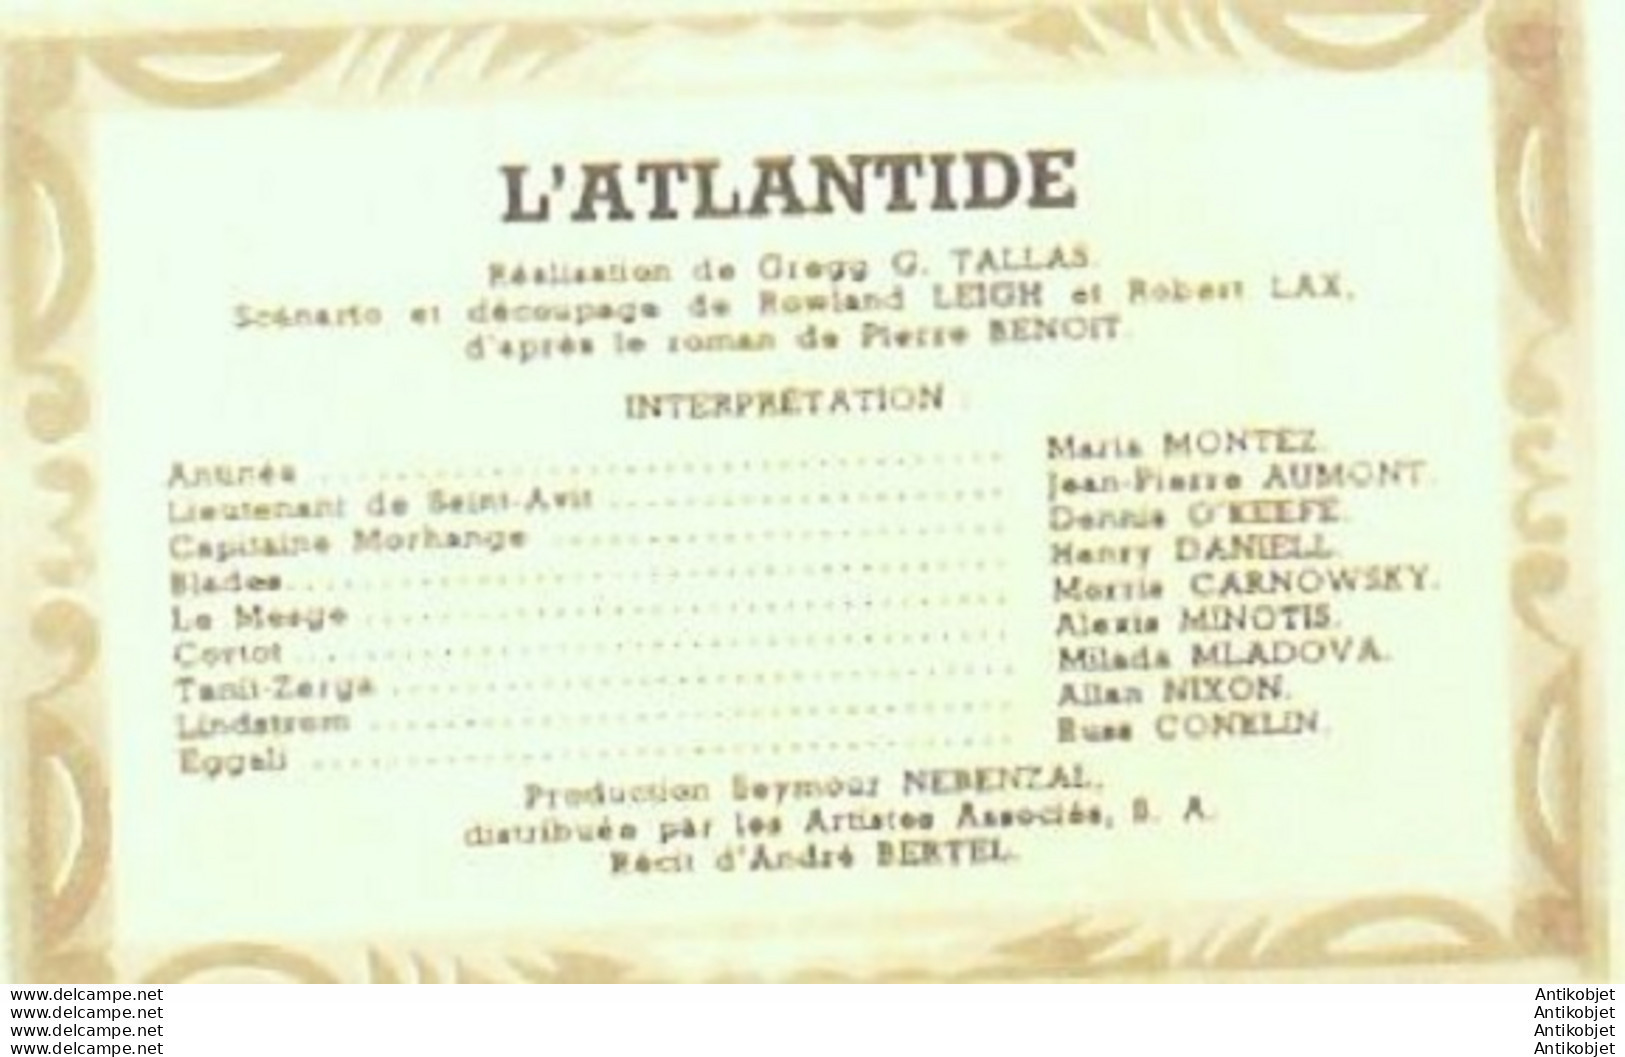 L'ATLANTIDE
Réalisation de Gregg G. TALLAS.
Scénario et découpage de Rowland LEIGH et Robert LAX,
d'après le roman de Pierre BENOIT.
INTERPRÉTATION :
Antinéa .......... Maria MONTEZ.
Lieutenant de Saint-Avit .......... Jean-Pierre AUMONT.
Capitaine Morhange .......... Dennis O'KEEFE.
Blades .......... Henry DANIELL.
Le Mesge .......... Morris CARNOWSKY.
Cortot .......... Alexis MINOTIS.
Tanit-Zerga .......... Milada MLADOVA.
Lindstrom .......... Allan NIXON.
Eggali .......... Russ CONKLIN.
Production Seymour NEBENZAL,
distribuée par les Artistes Associés, S. A.
Récit d'André BERTEL.
www.delcampe.net Antikobjet
www.delcampe.net Antikobjet
www.delcampe.net Antikobjet
www.delcampe.net Antikobjet